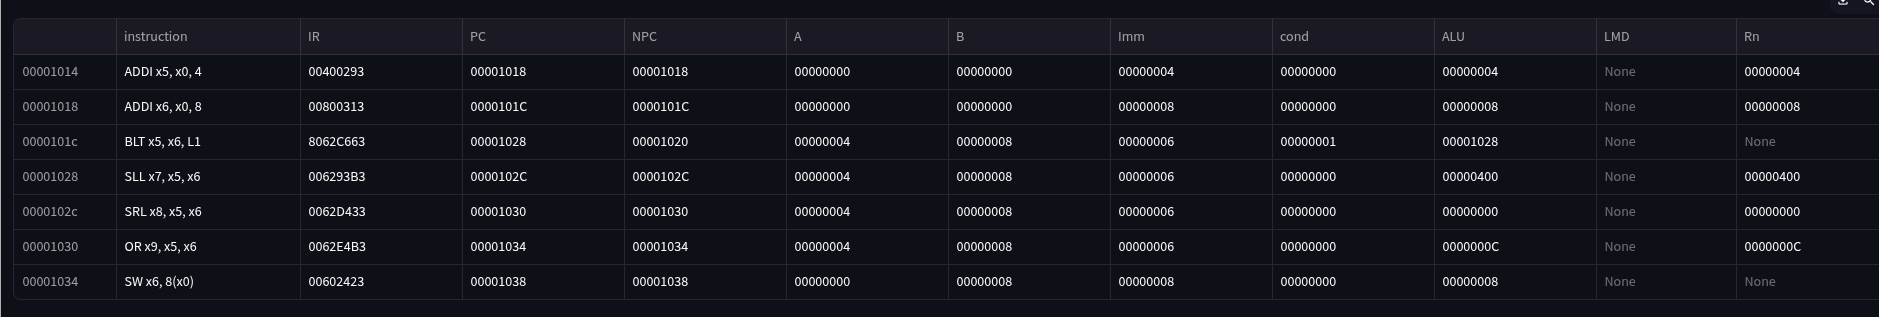 instruction IR PC NPC A B Imm cond ALU LMD Rn
00001014 ADDI x5, x0, 4 00400293 00001018 00001018 00000000 00000000 00000004 00000000 00000004 None 00000004
00001018 ADDI x6, x0, 8 00800313 0000101C 0000101C 00000000 00000000 00000008 00000000 00000008 None 00000008
0000101c BLT x5, x6, L1 8062C663 00001028 00001020 00000004 00000008 00000006 00000001 00001028 None None
00001028 SLL x7, x5, x6 006293B3 0000102C 0000102C 00000004 00000008 00000006 00000000 00000400 None 00000400
0000102c SRL x8, x5, x6 0062D433 00001030 00001030 00000004 00000008 00000006 00000000 00000000 None 00000000
00001030 OR x9, x5, x6 0062E4B3 00001034 00001034 00000004 00000008 00000006 00000000 0000000C None 0000000C
00001034 SW x6, 8(x0) 00602423 00001038 00001038 00000000 00000008 00000008 00000000 00000008 None None